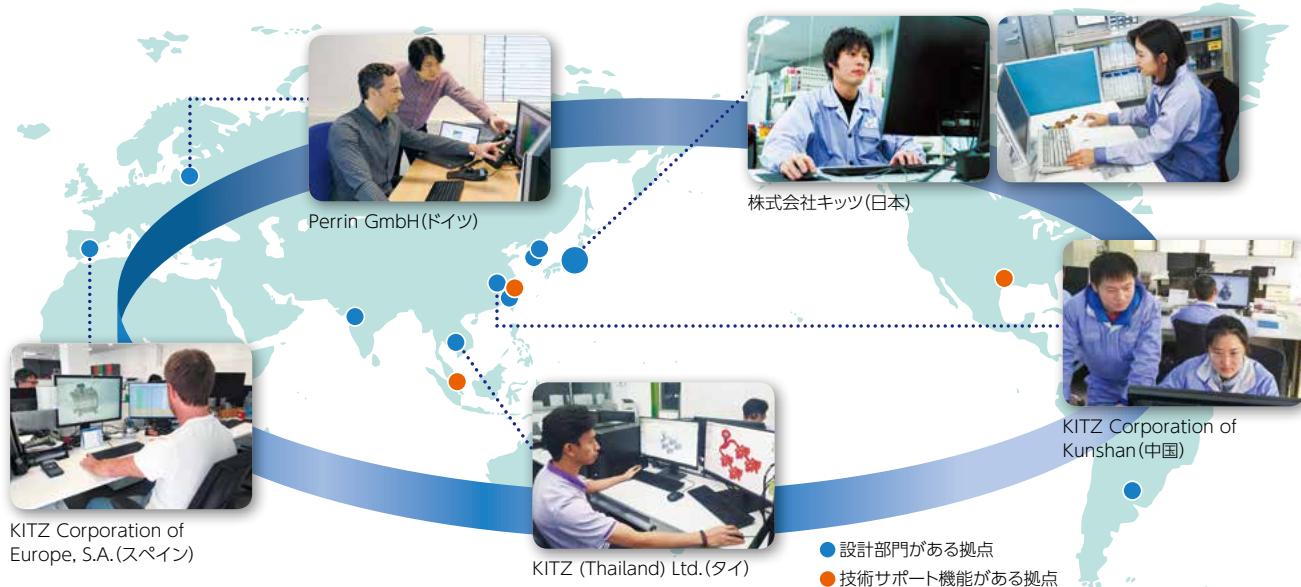 Perrin GmbH（ドイツ）
株式会社キッツ（日本）
KITZ Corporation of
Kunshan（中国）
KITZ Corporation of
Europe, S.A.（スペイン）
KITZ (Thailand) Ltd.（タイ）
設計部門がある拠点
技術サポート機能がある拠点